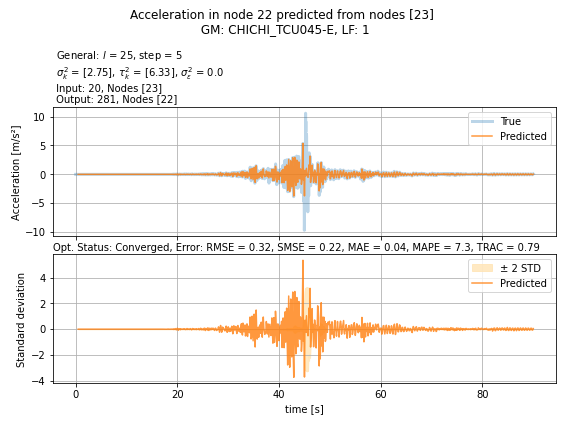 Acceleration in node 22 predicted from nodes [23]
GM: CHICHI_TCU045-E, LF: 1
General: l = 25, step = 5
σ²ₖ = [2.75], τ²ₖ = [6.33], σ²ε = 0.0
Input: 20, Nodes [23]
Output: 281, Nodes [22]
Acceleration [m/s²]
10
5
0
−5
−10
True
Predicted
Opt. Status: Converged, Error: RMSE = 0.32, SMSE = 0.22, MAE = 0.04, MAPE = 7.3, TRAC = 0.79
Standard deviation
4
2
0
−2
−4
± 2 STD
Predicted
0 20 40 60 80
time [s]